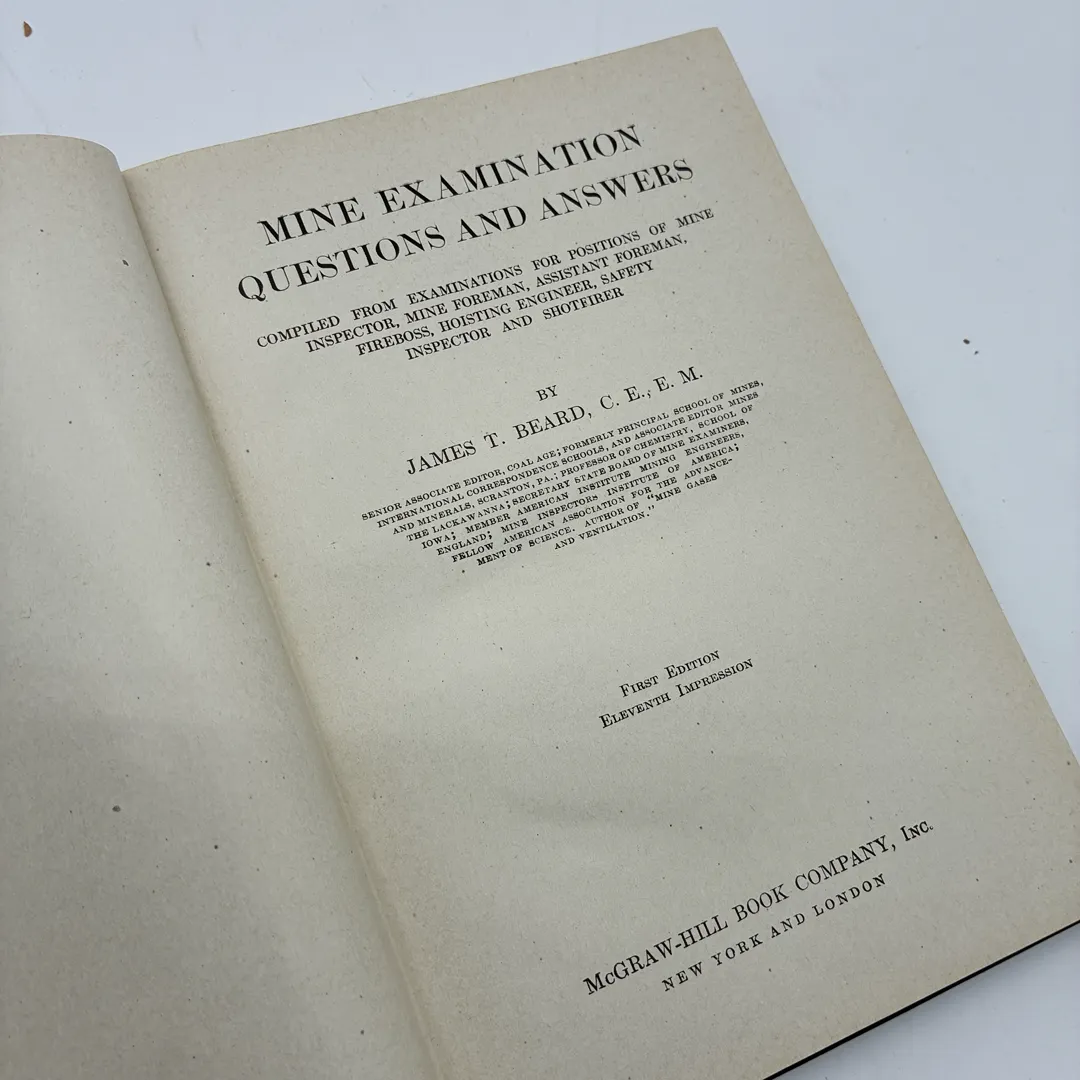 MINE EXAMINATION
QUESTIONS AND ANSWERS
COMPILED FROM EXAMINATIONS FOR POSITIONS OF MINE
INSPECTOR, MINE FOREMAN, ASSISTANT FOREMAN,
FIREBOSS, HOISTING ENGINEER, SAFETY
INSPECTOR AND SHOTFIRER
BY
JAMES T. BEARD, C. E., E. M.
SENIOR ASSOCIATE EDITOR, COAL AGE; FORMERLY PRINCIPAL SCHOOL OF MINES,
INTERNATIONAL CORRESPONDENCE SCHOOLS, AND ASSOCIATE EDITOR MINES
AND MINERALS, SCRANTON, PA.; PROFESSOR OF CHEMISTRY, SCHOOL OF
THE LACKAWANNA; SECRETARY STATE BOARD OF MINE EXAMINERS,
IOWA; MEMBER AMERICAN INSTITUTE MINING ENGINEERS,
ENGLAND; MINE INSPECTORS INSTITUTE OF AMERICA;
FELLOW AMERICAN ASSOCIATION FOR THE ADVANCE-
MENT OF SCIENCE. AUTHOR OF "MINE GASES
AND VENTILATION."
FIRST EDITION
ELEVENTH IMPRESSION
McGRAW-HILL BOOK COMPANY, INC.
NEW YORK AND LONDON